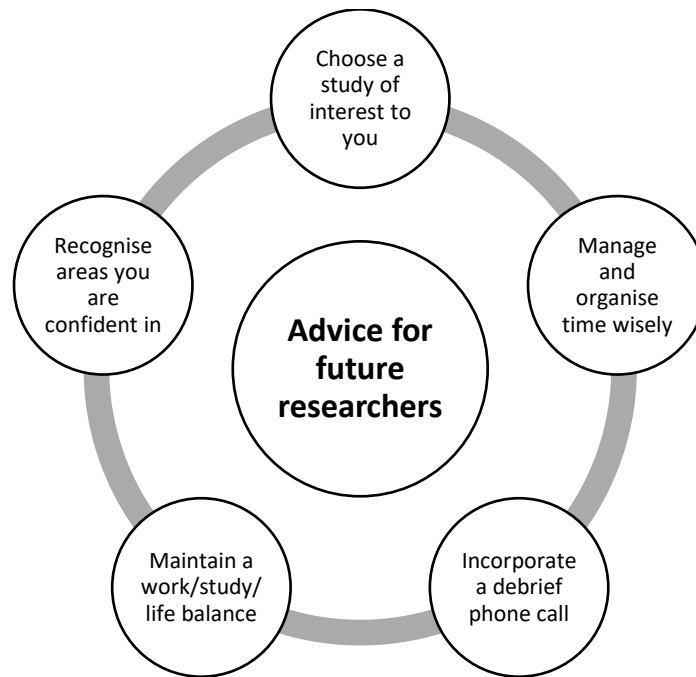 Choose a
study of
interest to
you
Manage
and
organise
time wisely
Incorporate
a debrief
phone call
Maintain a
work/study/
life balance
Recognise
areas you
are
confident in
Advice for
future
researchers